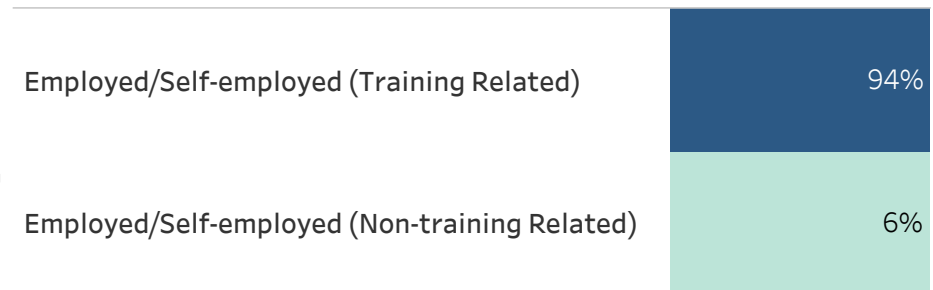 Employed/Self-employed (Training Related) 94%
Employed/Self-employed (Non-training Related) 6%